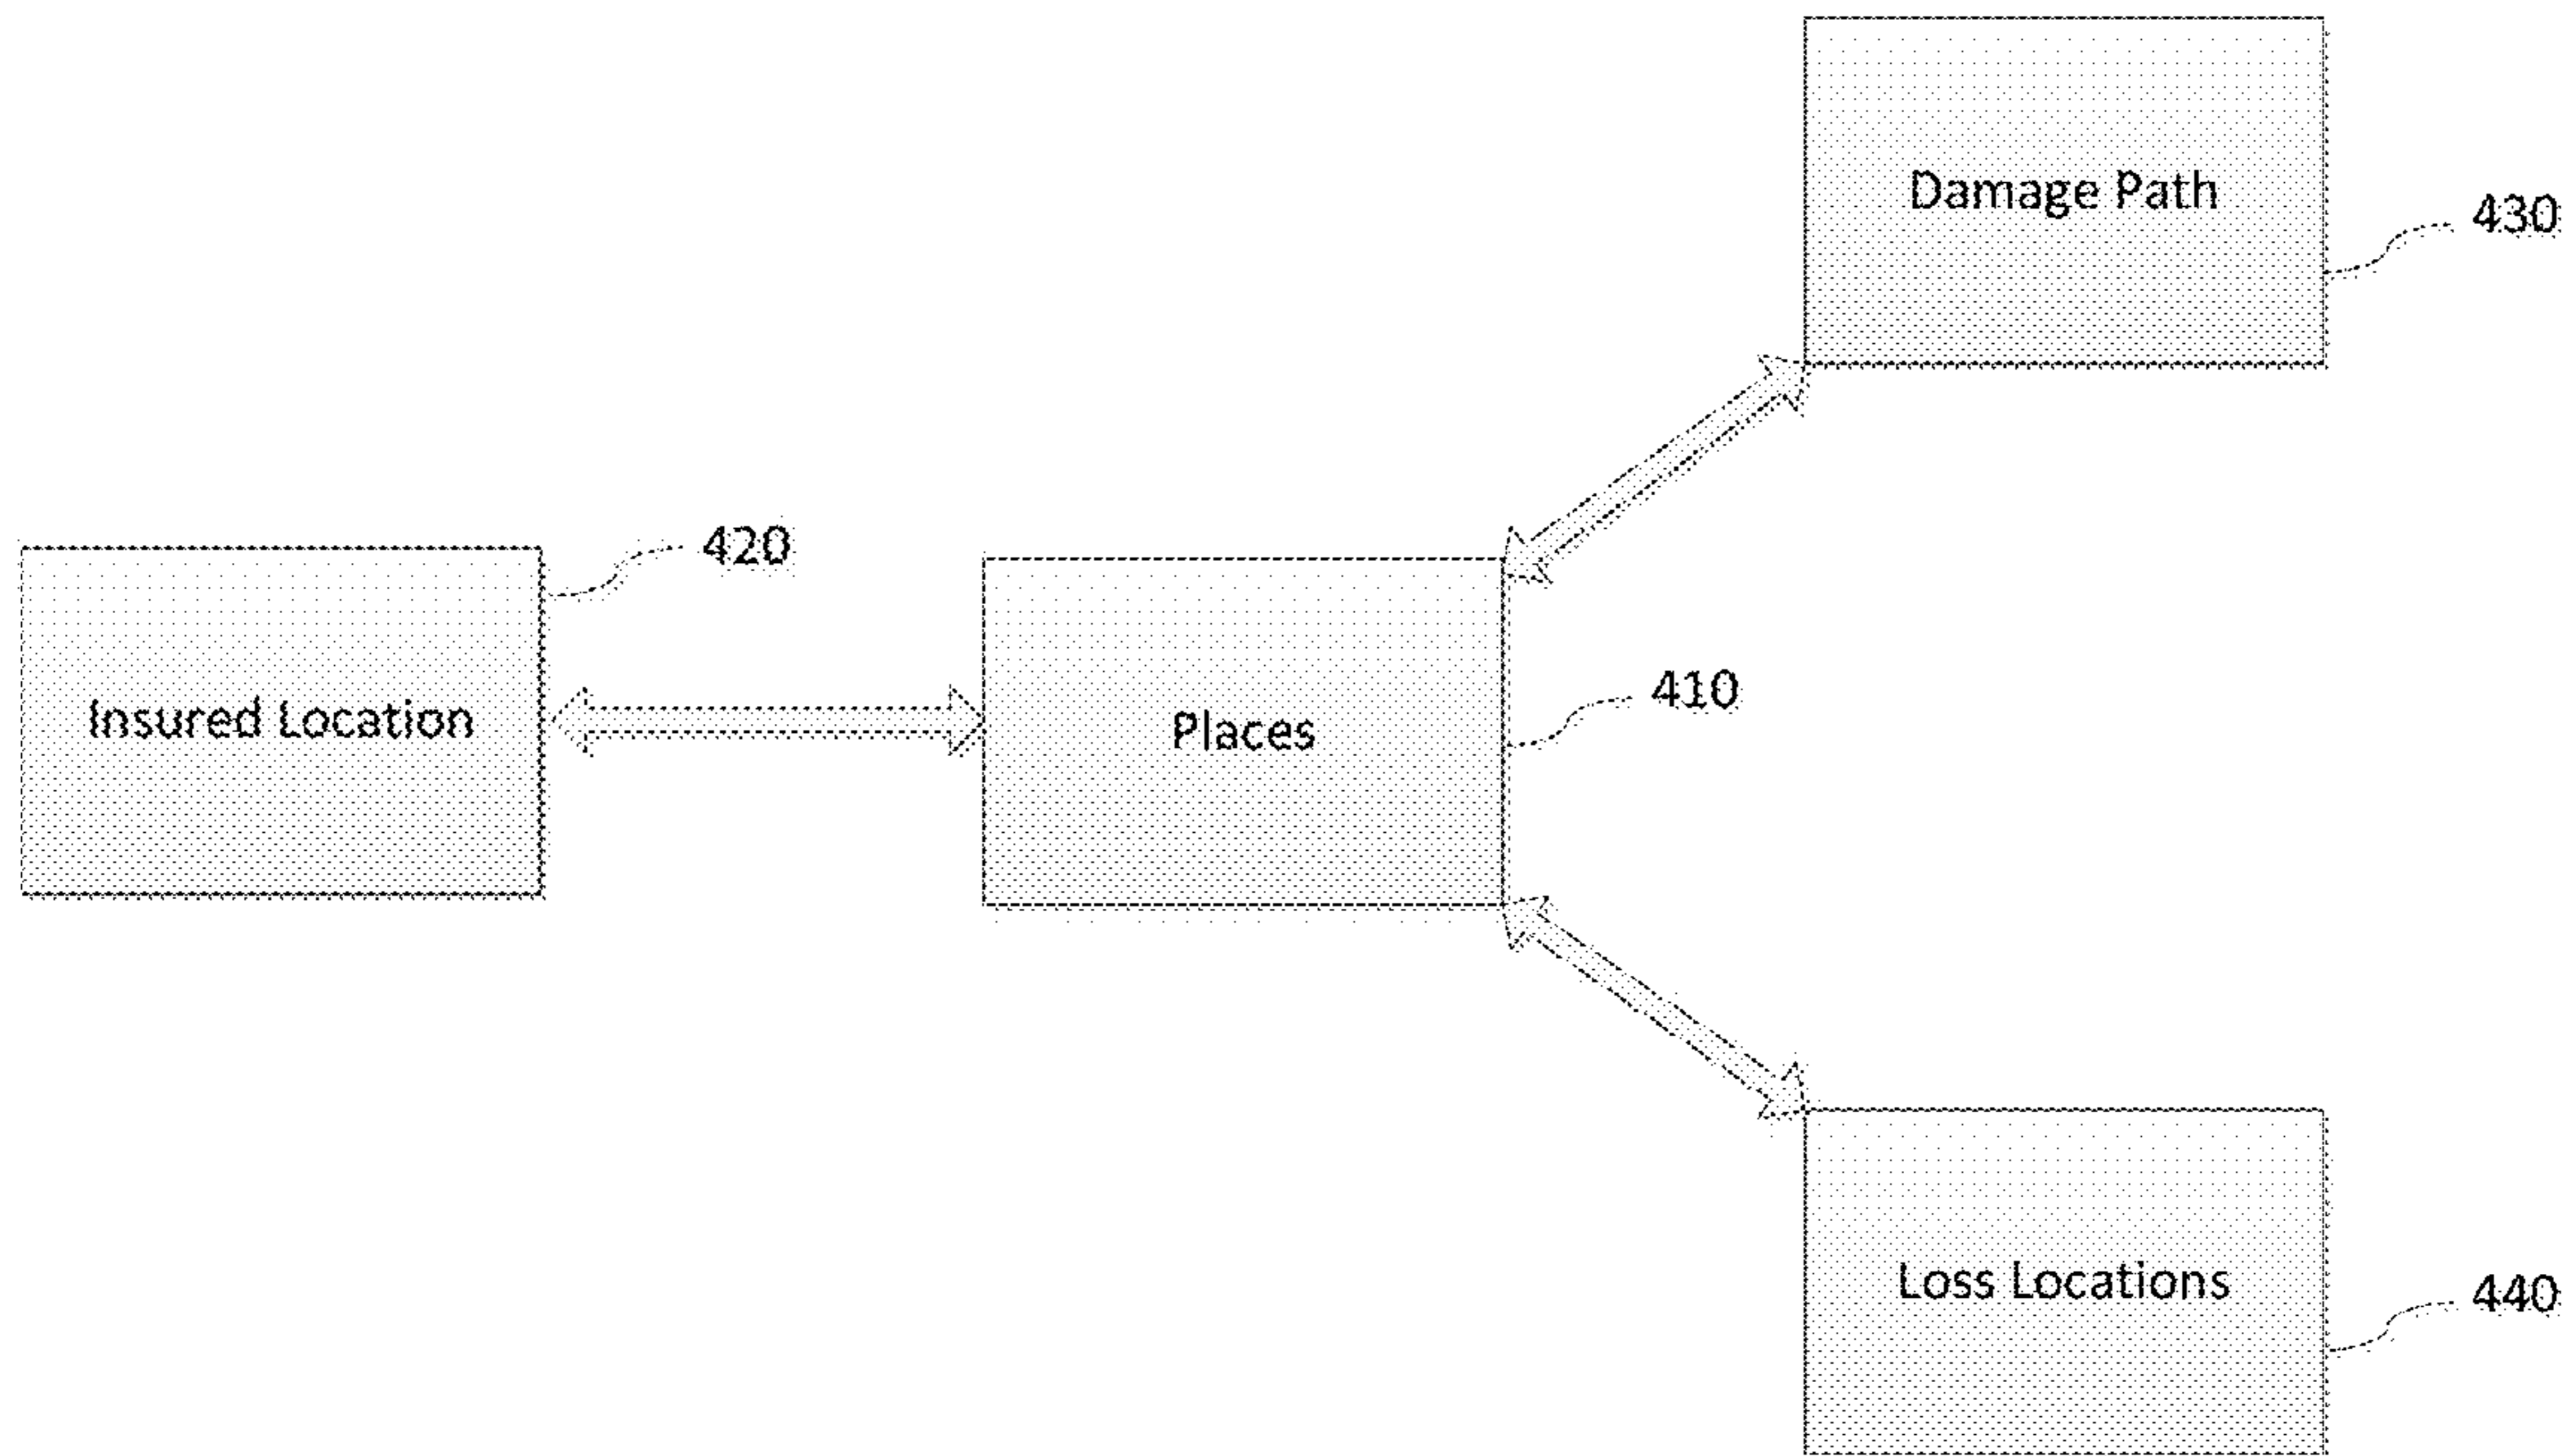 Damage Path
430
420
Insured Location
Places
410
Loss Locations
440